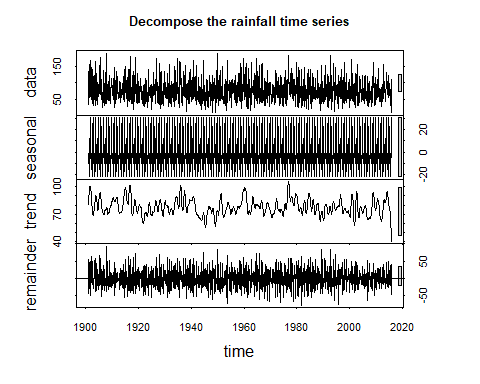 Decompose the rainfall time series
data
50 150
seasonal
-20 0 20
trend
40 70 100
remainder
-50 50
1900 1920 1940 1960 1980 2000 2020
time